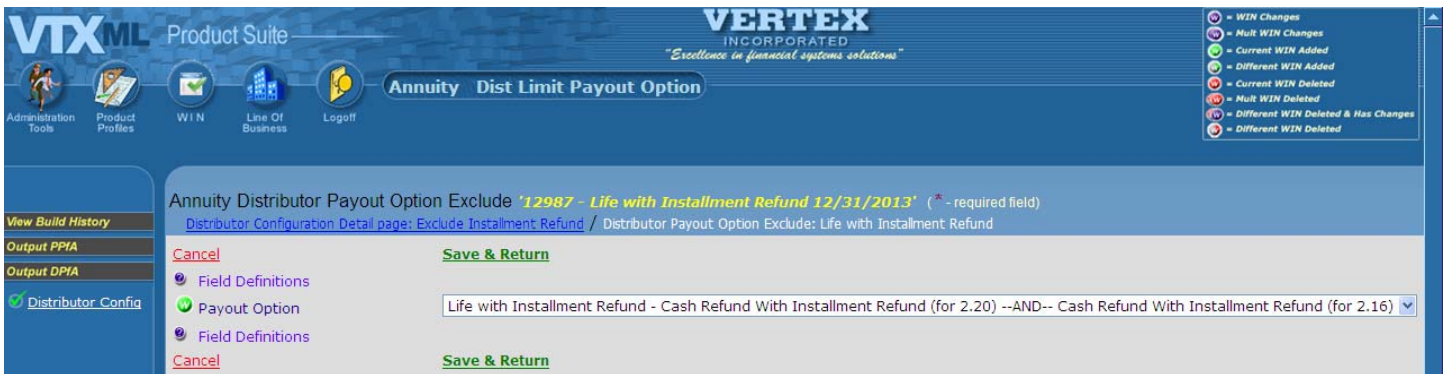 VTXML Product Suite
VERTEX
INCORPORATED
"Excellence in financial systems solutions"
Administration Tools
Product Profiles
WIN
Line Of Business
Logoff
Annuity Dist Limit Payout Option
W = WIN Changes
W = Mult WIN Changes
W = Current WIN Added
W = Different WIN Added
W = Current WIN Deleted
W = Mult WIN Deleted
W = Different WIN Deleted & Has Changes
W = Different WIN Deleted
View Build History
Output PPfA
Output DPfA
Distributor Config
Annuity Distributor Payout Option Exclude '12987 - Life with Installment Refund 12/31/2013' (* - required field)
Distributor Configuration Detail page: Exclude Installment Refund / Distributor Payout Option Exclude: Life with Installment Refund
Cancel Save & Return
Field Definitions
Payout Option Life with Installment Refund - Cash Refund With Installment Refund (for 2.20) --AND-- Cash Refund With Installment Refund (for 2.16)
Field Definitions
Cancel Save & Return